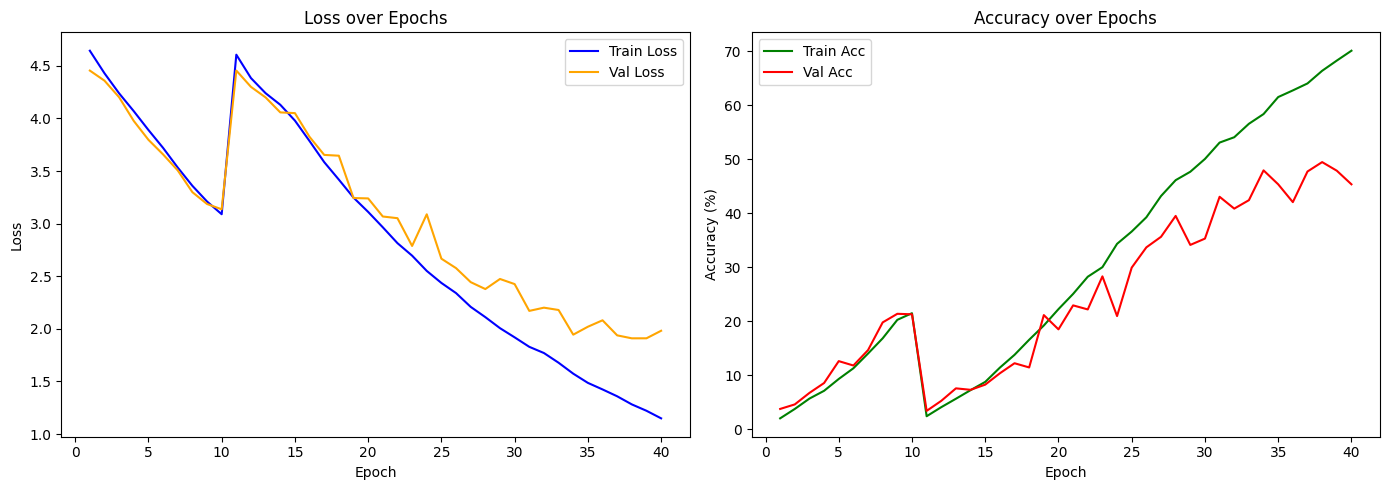 Loss over Epochs
Train Loss
Val Loss
4.5
4.0
3.5
3.0
2.5
2.0
1.5
1.0
Loss
0 5 10 15 20 25 30 35 40
Epoch
Accuracy over Epochs
Train Acc
Val Acc
70
60
50
40
30
20
10
0
Accuracy (%)
0 5 10 15 20 25 30 35 40
Epoch